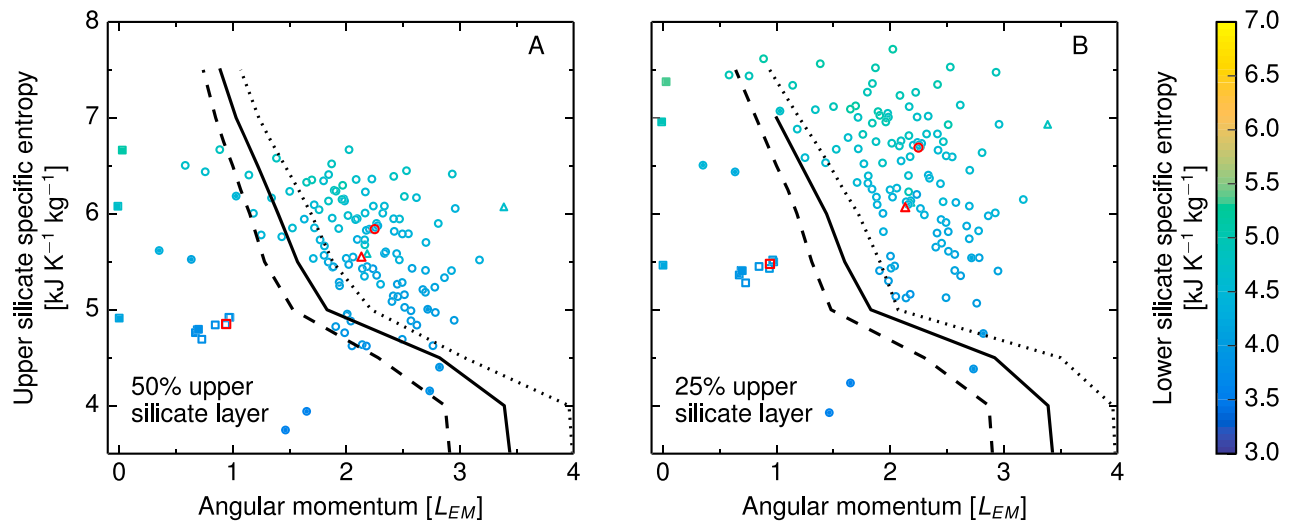 Upper silicate specific entropy
[kJ K⁻¹ kg⁻¹]
8
7
6
5
4
A
50% upper
silicate layer
0 1 2 3 4
Angular momentum [L_EM]
B
25% upper
silicate layer
0 1 2 3 4
Angular momentum [L_EM]
7.0
6.5
6.0
5.5
5.0
4.5
4.0
3.5
3.0
Lower silicate specific entropy
[kJ K⁻¹ kg⁻¹]